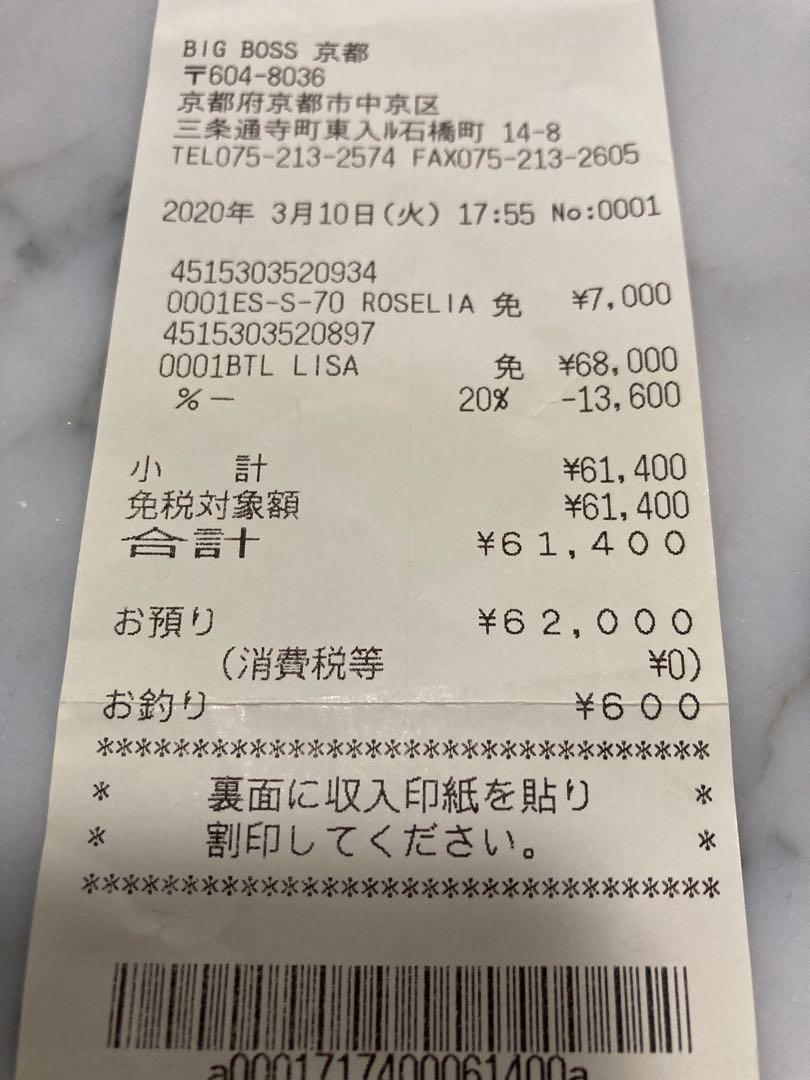 BIG BOSS 京都
〒604-8036
京都府京都市中京区
三条通寺町東入ル石橋町 14-8
TEL075-213-2574 FAX075-213-2605
2020年 3月10日(火) 17:55 No:0001
4515303520934
0001ES-S-70 ROSELIA 免 ¥7,000
4515303520897
0001BTL LISA 免 ¥68,000
%- 20% -13,600
小 計 ¥61,400
免税対象額 ¥61,400
合計 ¥61,400
お預り ¥62,000
(消費税等 ¥0)
お釣り ¥600
********************************
* 裏面に収入印紙を貼り *
* 割印してください。 *
********************************
a0001717400061400a